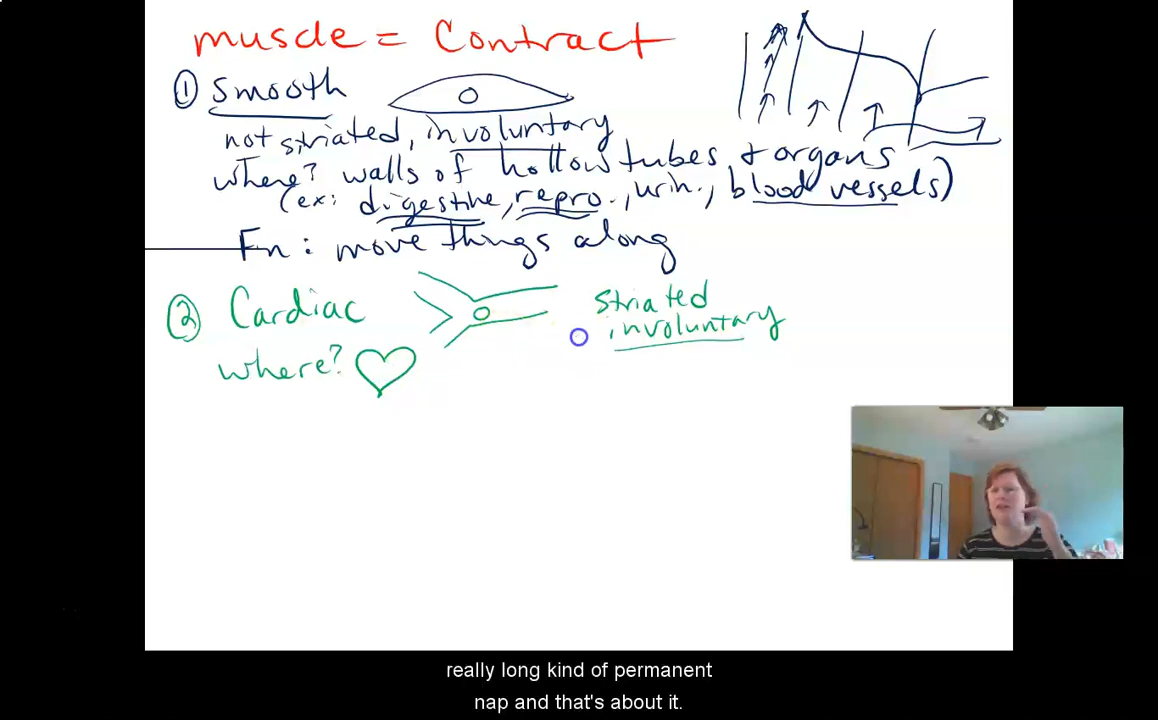 muscle = Contract
① Smooth
not striated, involuntary
where? walls of hollow tubes + organs
(ex: digestive, repro., urin., blood vessels)
Fn: move things along
② Cardiac
striated
involuntary
where?
really long kind of permanent
nap and that's about it.